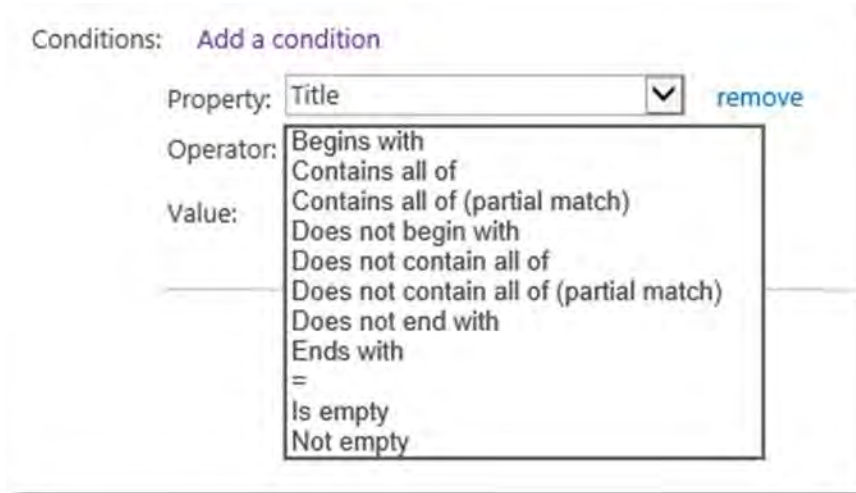 Conditions: Add a condition
Property: Title remove
Operator: Begins with
Contains all of
Contains all of (partial match)
Value:
Does not begin with
Does not contain all of
Does not contain all of (partial match)
Does not end with
Ends with
=
Is empty
Not empty